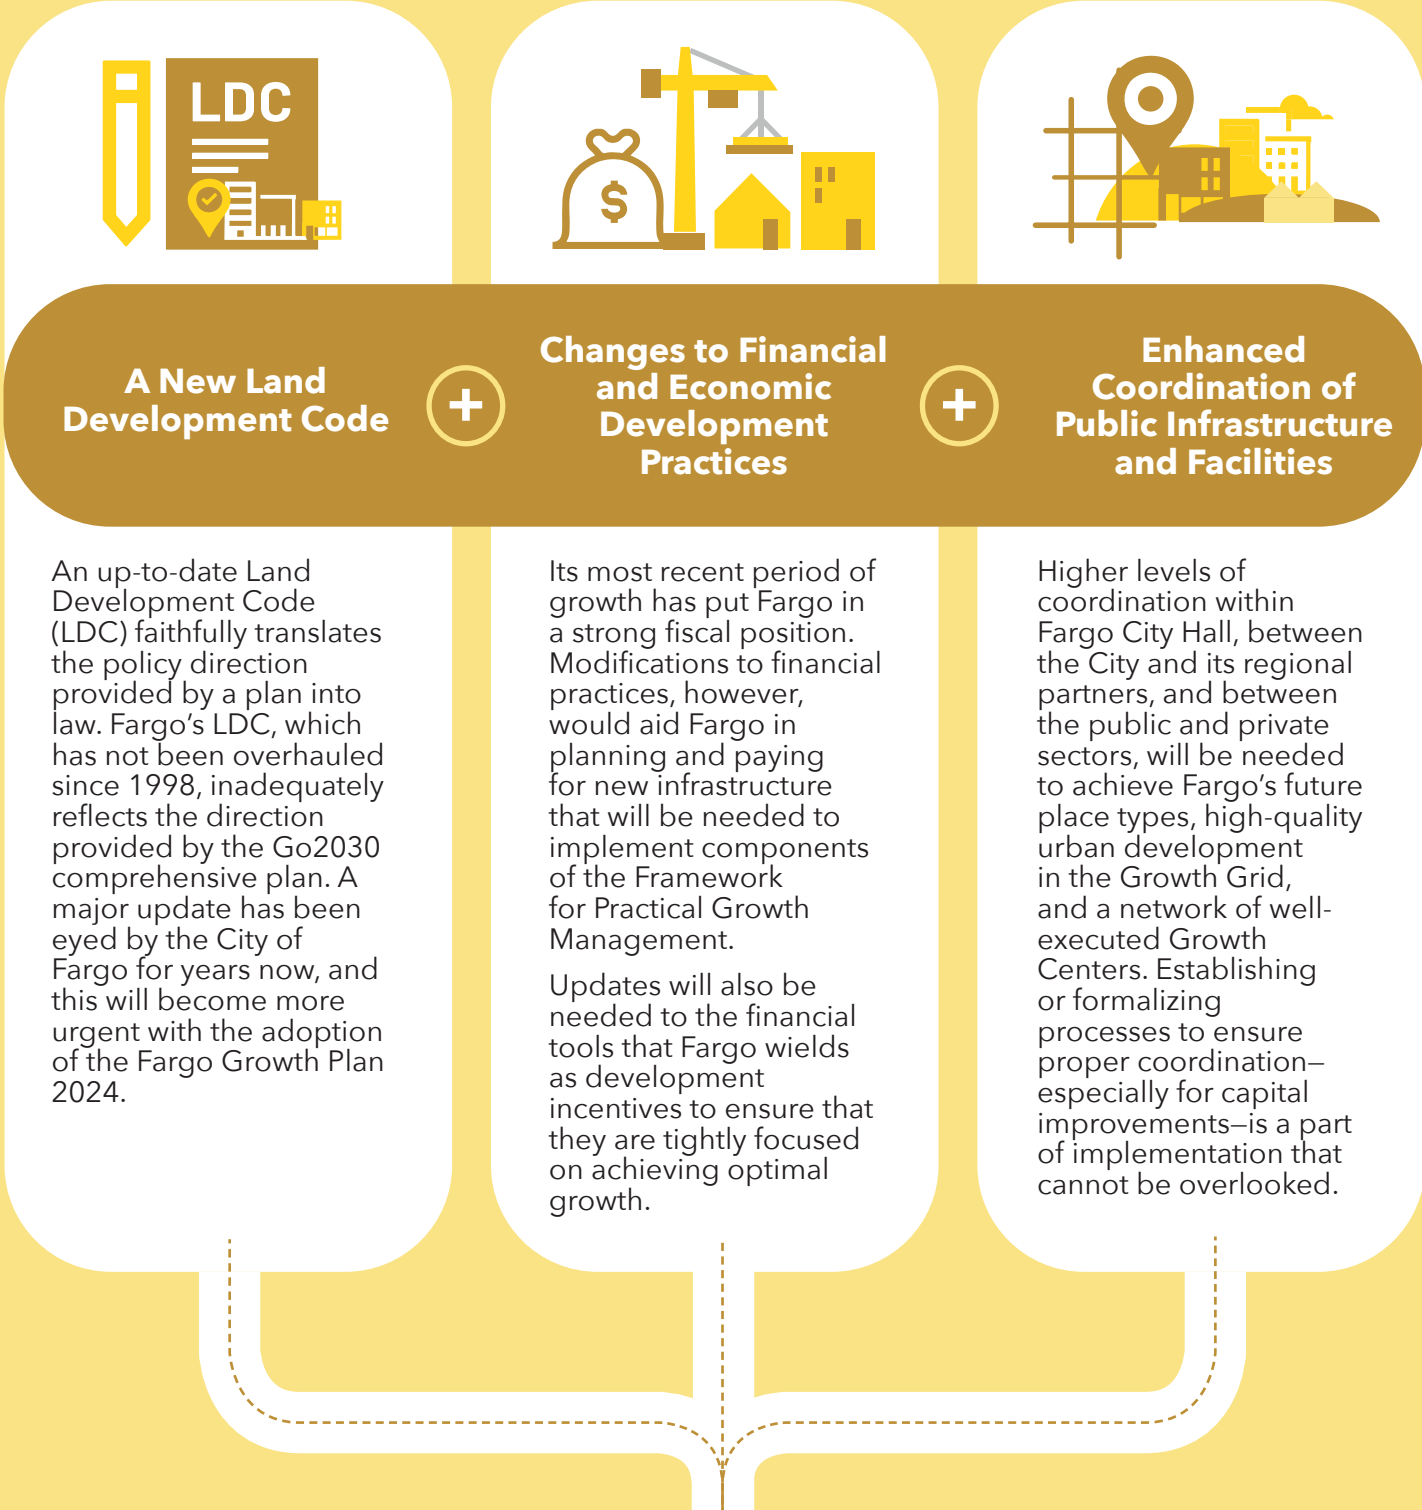 LDC
$
A New Land
Development Code
+
Changes to Financial
and Economic
Development
Practices
+
Enhanced
Coordination of
Public Infrastructure
and Facilities
An up-to-date Land
Development Code
(LDC) faithfully translates
the policy direction
provided by a plan into
law. Fargo’s LDC, which
has not been overhauled
since 1998, inadequately
reflects the direction
provided by the Go2030
comprehensive plan. A
major update has been
eyed by the City of
Fargo for years now, and
this will become more
urgent with the adoption
of the Fargo Growth Plan
2024.
Its most recent period of
growth has put Fargo in
a strong fiscal position.
Modifications to financial
practices, however,
would aid Fargo in
planning and paying
for new infrastructure
that will be needed to
implement components
of the Framework
for Practical Growth
Management.
Updates will also be
needed to the financial
tools that Fargo wields
as development
incentives to ensure that
they are tightly focused
on achieving optimal
growth.
Higher levels of
coordination within
Fargo City Hall, between
the City and its regional
partners, and between
the public and private
sectors, will be needed
to achieve Fargo’s future
place types, high-quality
urban development
in the Growth Grid,
and a network of well-
executed Growth
Centers. Establishing
or formalizing
processes to ensure
proper coordination—
especially for capital
improvements—is a part
of implementation that
cannot be overlooked.